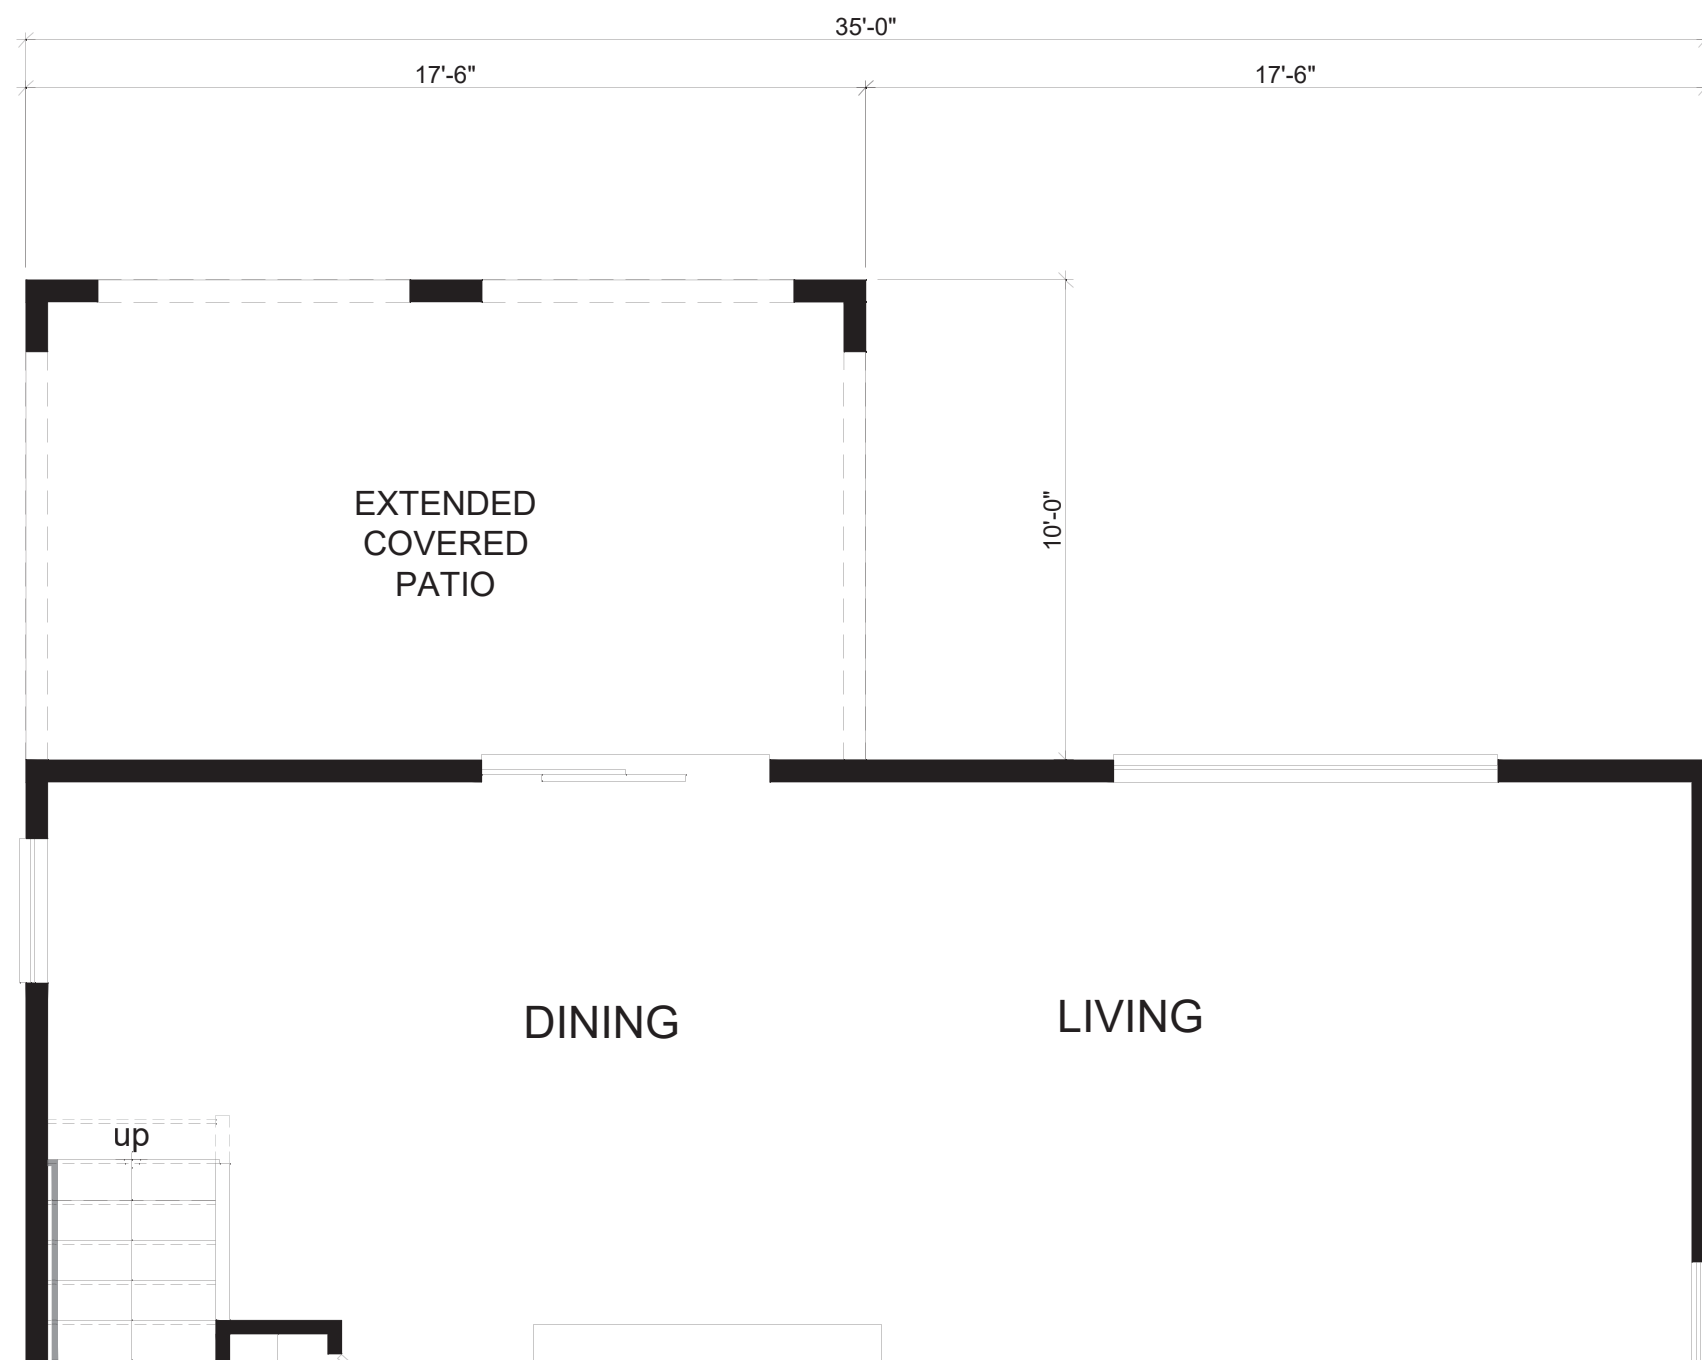 35'-0"
17'-6"
17'-6"
EXTENDED
COVERED
PATIO
10'-0"
DINING
LIVING
up